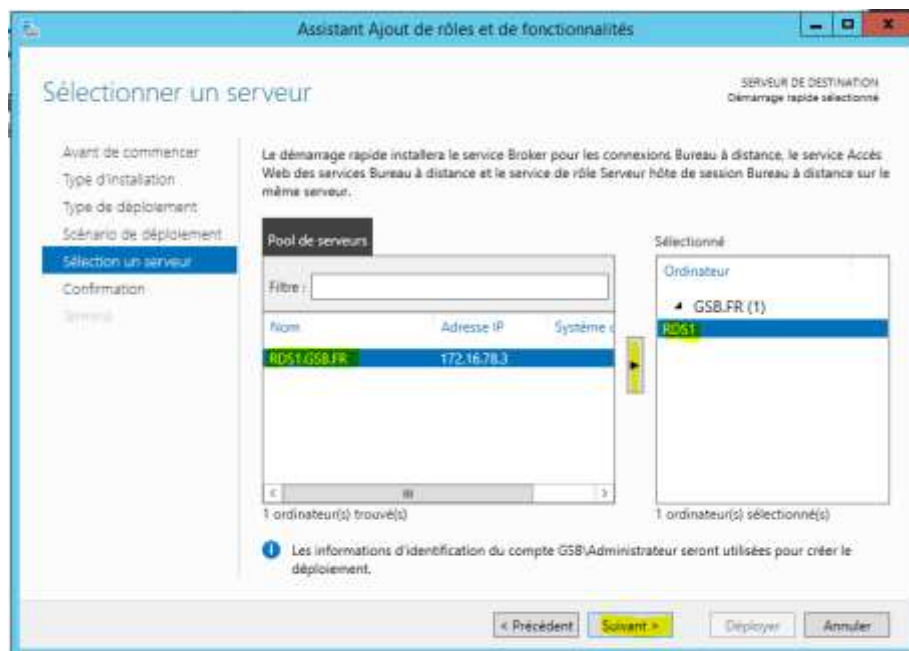 Assistant Ajout de rôles et de fonctionnalités
Sélectionner un serveur
SERVEUR DE DESTINATION
Démarrage rapide sélectionné
Avant de commencer
Type d'installation
Type de déploiement
Scénario de déploiement
Sélection un serveur
Confirmation
Terminé
Le démarrage rapide installera le service Broker pour les connexions Bureau à distance, le service Accès
Web des services Bureau à distance et le service de rôle Serveur hôte de session Bureau à distance sur le
même serveur.
Pool de serveurs
Filtre :
Nom Adresse IP Système
RDS1.GSB.FR 172.16.78.3
1 ordinateur(s) trouvé(s)
Sélectionné
Ordinateur
GSB.FR (1)
RDS1
1 ordinateur(s) sélectionné(s)
Les informations d'identification du compte GSB\Administrateur seront utilisées pour créer le
déploiement.
< Précédent Suivant > Déployer Annuler